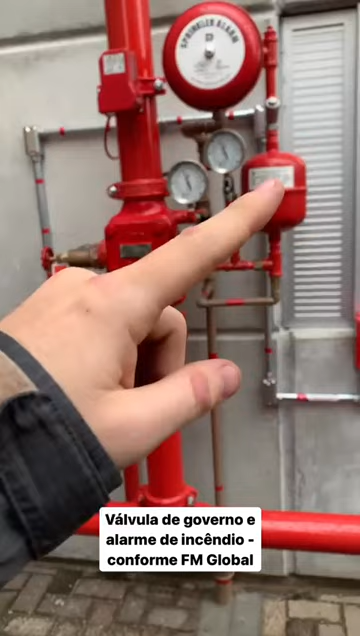 SPRINKLER ALARM
Válvula de governo e
alarme de incêndio -
conforme FM Global